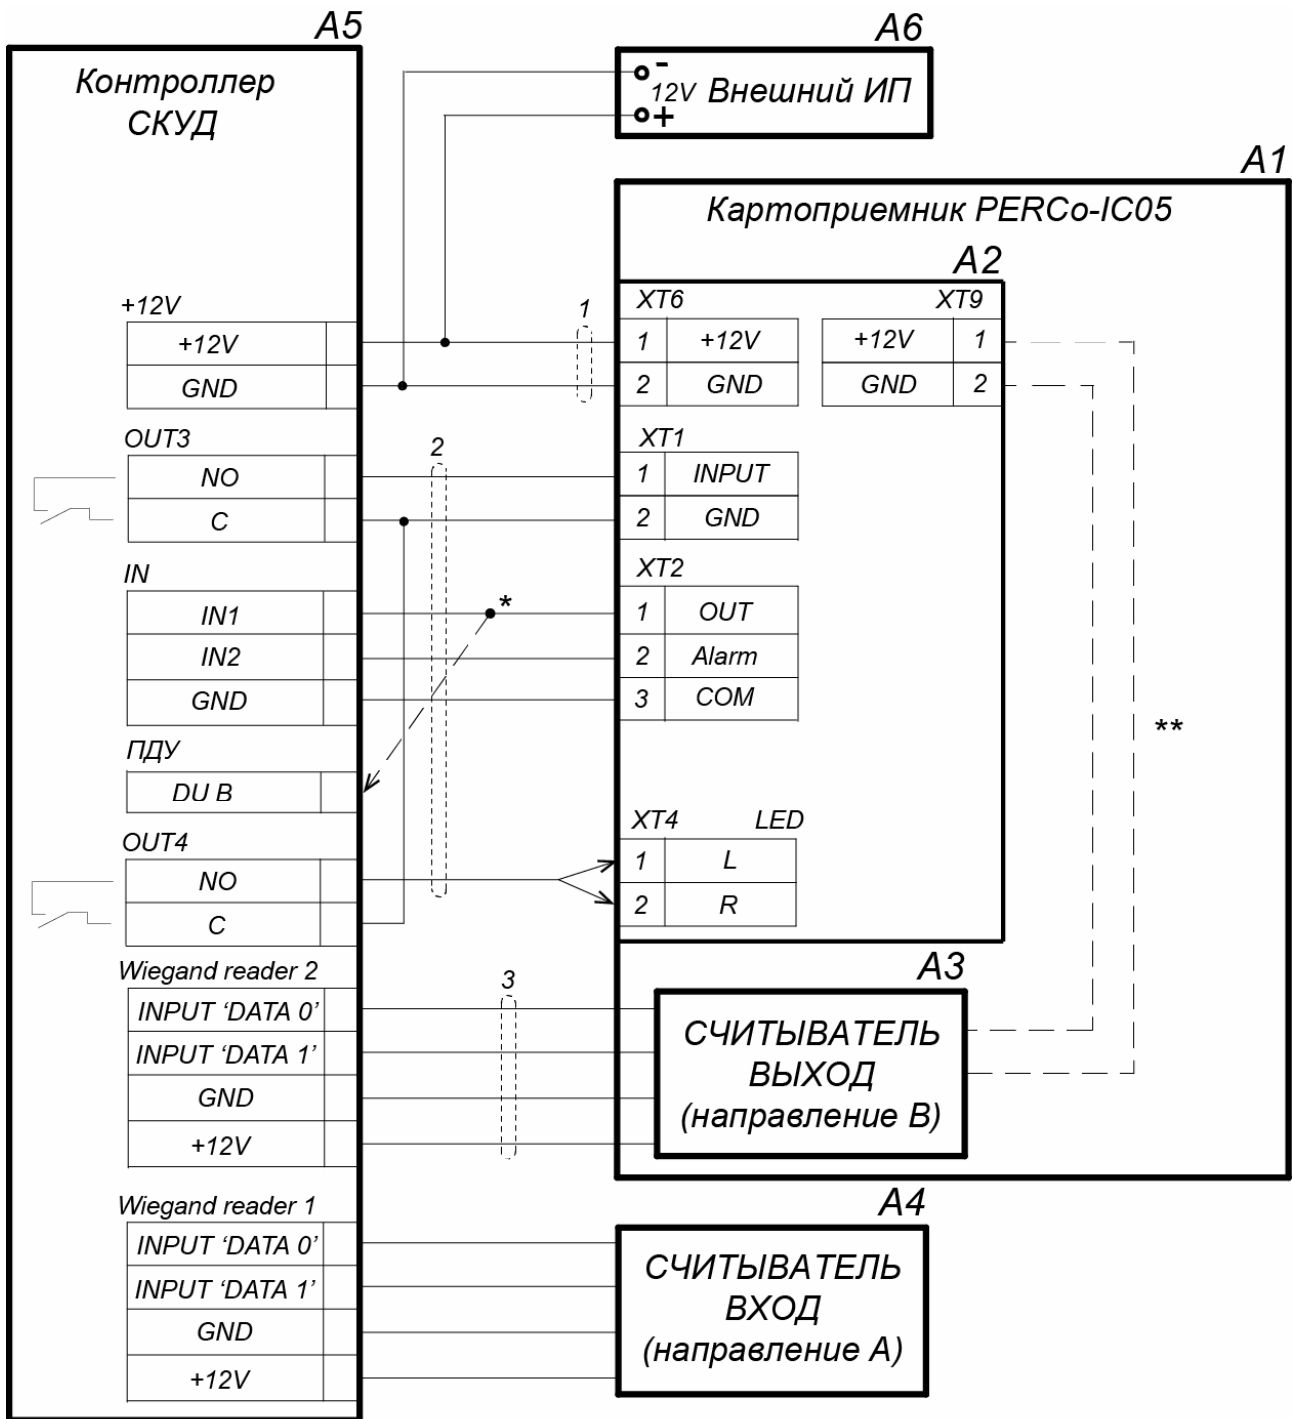 A5
Контроллер
СКУД
A6
-
12V Внешний ИП
+
A1
Картоприемник PERCo-IC05
A2
+12V
+12V
GND
1
XT6
1 +12V
2 GND
XT9
+12V 1
GND 2
OUT3
NO
C
2
XT1
1 INPUT
2 GND
IN
IN1
IN2
GND
*
XT2
1 OUT
2 Alarm
3 COM
**
ПДУ
DU B
OUT4
NO
C
XT4 LED
1 L
2 R
Wiegand reader 2
INPUT ‘DATA 0’
INPUT ‘DATA 1’
GND
+12V
3
A3
СЧИТЫВАТЕЛЬ
ВЫХОД
(направление В)
Wiegand reader 1
INPUT ‘DATA 0’
INPUT ‘DATA 1’
GND
+12V
A4
СЧИТЫВАТЕЛЬ
ВХОД
(направление А)